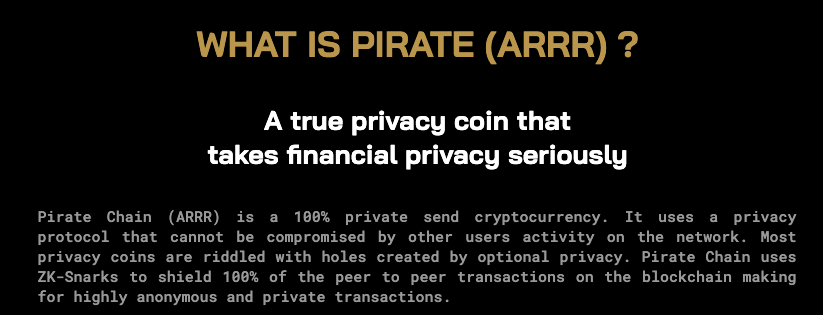 WHAT IS PIRATE (ARRR) ?
A true privacy coin that
takes financial privacy seriously
Pirate Chain (ARRR) is a 100% private send cryptocurrency. It uses a privacy
protocol that cannot be compromised by other users activity on the network. Most
privacy coins are riddled with holes created by optional privacy. Pirate Chain uses
ZK-Snarks to shield 100% of the peer to peer transactions on the blockchain making
for highly anonymous and private transactions.